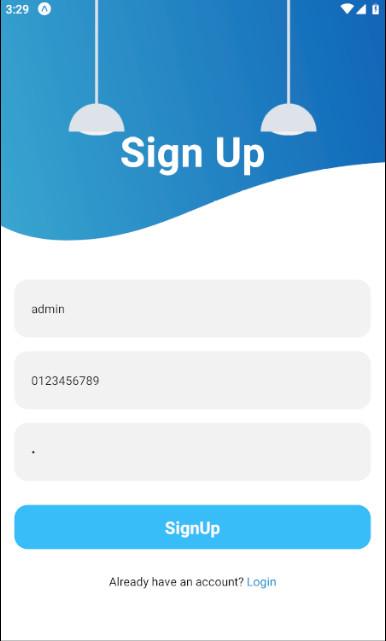 3:29
Sign Up
admin
0123456789
•
SignUp
Already have an account? Login